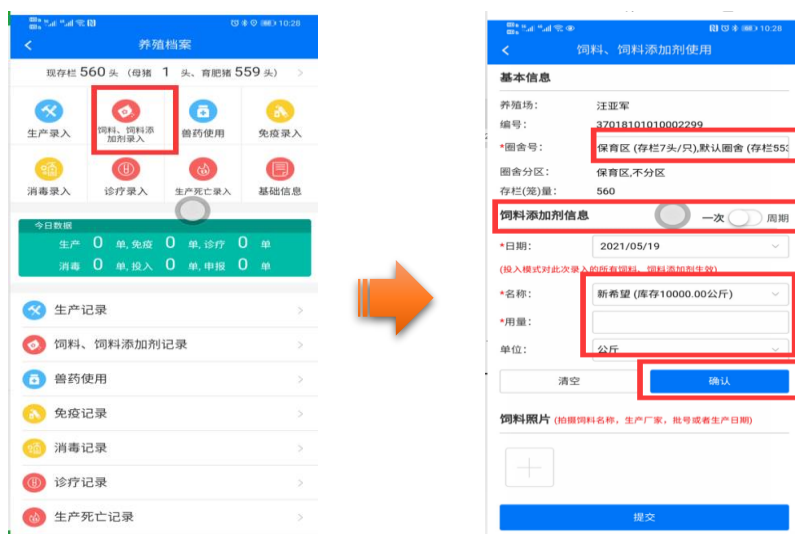 10:28
养殖档案
现存栏 560 头 (母猪 1 头、育肥猪 559 头)
生产录入
饲料、饲料添加剂录入
兽药使用
免疫录入
消毒录入
诊疗录入
生产死亡录入
基础信息
今日数据
生产 0 单, 免疫 0 单, 诊疗 0 单
消毒 0 单, 投入 0 单, 申报 0 单
生产记录
饲料、饲料添加剂记录
兽药使用
免疫记录
消毒记录
诊疗记录
生产死亡记录
10:28
饲料、饲料添加剂使用
基本信息
养殖场: 汪亚军
编号: 37018101010002299
*圈舍号: 保育区 (存栏7头/只),默认圈舍 (存栏553
圈舍分区: 保育区,不分区
存栏(笼)量: 560
饲料添加剂信息 一次 周期
*日期: 2021/05/19
(投入模式对此次录入的所有饲料、饲料添加剂生效)
*名称: 新希望 (库存10000.00公斤)
*用量:
单位: 公斤
清空 确认
饲料照片 (拍摄饲料名称，生产厂家，批号或者生产日期)
提交